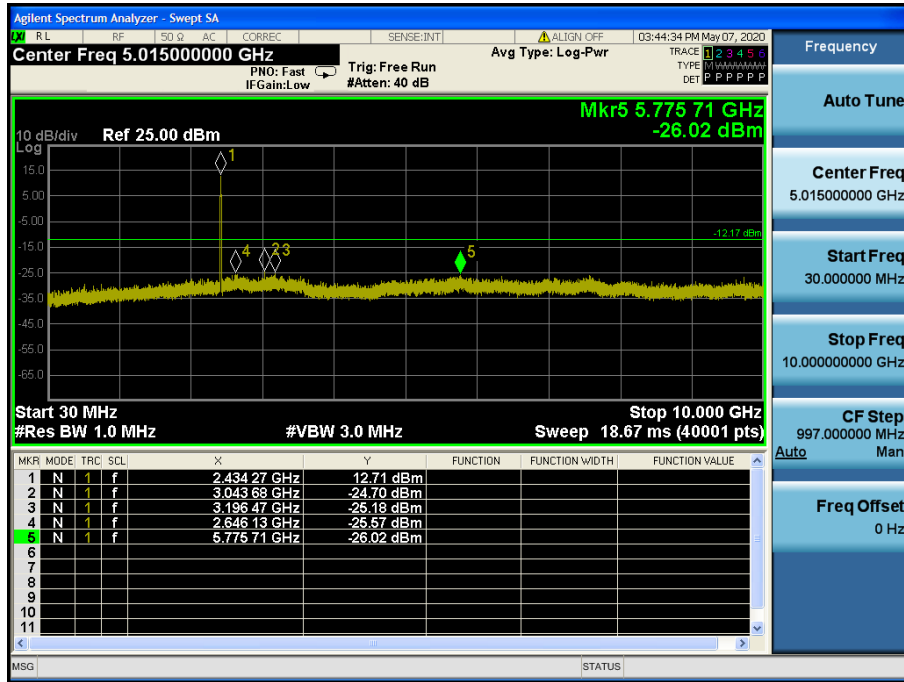 Agilent Spectrum Analyzer - Swept SA
LXI RL RF 50 Ω AC CORREC SENSE:INT ALIGN OFF 03:44:34 PM May 07, 2020
Center Freq 5.015000000 GHz
PNO: Fast
IFGain:Low
Trig: Free Run
#Atten: 40 dB
Avg Type: Log-Pwr
TRACE 1 2 3 4 5 6
TYPE M WWWWW
DET P P P P P P
Mkr5 5.775 71 GHz
-26.02 dBm
10 dB/div Ref 25.00 dBm
Log
15.0
5.00
-5.00
-15.0
-25.0
-35.0
-45.0
-55.0
-65.0
1
4
2
3
5
-12.17 dBm
Start 30 MHz Stop 10.000 GHz
#Res BW 1.0 MHz #VBW 3.0 MHz Sweep 18.67 ms (40001 pts)
MKR MODE TRC SCL X Y FUNCTION FUNCTION WIDTH FUNCTION VALUE
1 N 1 f 2.434 27 GHz 12.71 dBm
2 N 1 f 3.043 68 GHz -24.70 dBm
3 N 1 f 3.196 47 GHz -25.18 dBm
4 N 1 f 2.646 13 GHz -25.57 dBm
5 N 1 f 5.775 71 GHz -26.02 dBm
6
7
8
9
10
11
MSG STATUS
Frequency
Auto Tune
Center Freq
5.015000000 GHz
Start Freq
30.000000 MHz
Stop Freq
10.000000000 GHz
CF Step
997.000000 MHz
Auto Man
Freq Offset
0 Hz